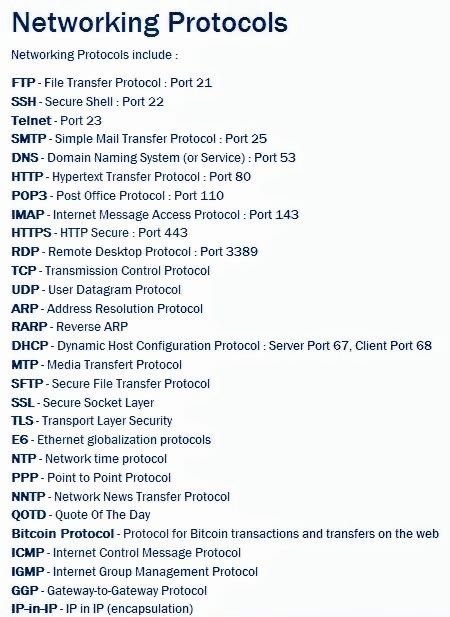 Networking Protocols
Networking Protocols include :
FTP - File Transfer Protocol : Port 21
SSH - Secure Shell : Port 22
Telnet - Port 23
SMTP - Simple Mail Transfer Protocol : Port 25
DNS - Domain Naming System (or Service) : Port 53
HTTP - Hypertext Transfer Protocol : Port 80
POP3 - Post Office Protocol : Port 110
IMAP - Internet Message Access Protocol : Port 143
HTTPS - HTTP Secure : Port 443
RDP - Remote Desktop Protocol : Port 3389
TCP - Transmission Control Protocol
UDP - User Datagram Protocol
ARP - Address Resolution Protocol
RARP - Reverse ARP
DHCP - Dynamic Host Configuration Protocol : Server Port 67, Client Port 68
MTP - Media Transfert Protocol
SFTP - Secure File Transfert Protocol
SSL - Secure Socket Layer
TLS - Transport Layer Security
E6 - Ethernet globalization protocols
NTP - Network time protocol
PPP - Point to Point Protocol
NNTP - Network News Transfer Protocol
QOTD - Quote Of The Day
Bitcoin Protocol - Protocol for Bitcoin transactions and transfers on the web
ICMP - Internet Control Message Protocol
IGMP - Internet Group Management Protocol
GGP - Gateway-to-Gateway Protocol
IP-in-IP - IP in IP (encapsulation)